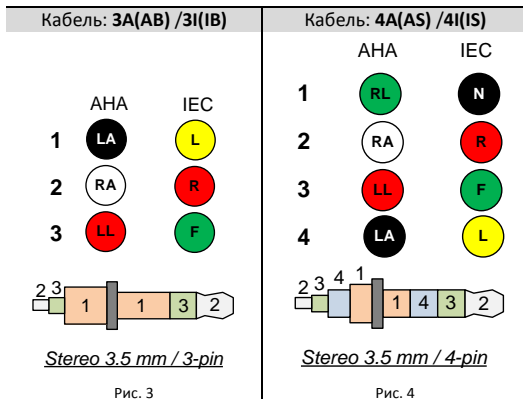 Кабель: 3A(AB) /3I(IB)
AHA IEC
1 LA L
2 RA R
3 LL F
2 3 1 1 3 2
Stereo 3.5 mm / 3-pin
Рис. 3
Кабель: 4A(AS) /4I(IS)
AHA IEC
1 RL N
2 RA R
3 LL F
4 LA L
2 3 4 1 1 4 3 2
Stereo 3.5 mm / 4-pin
Рис. 4